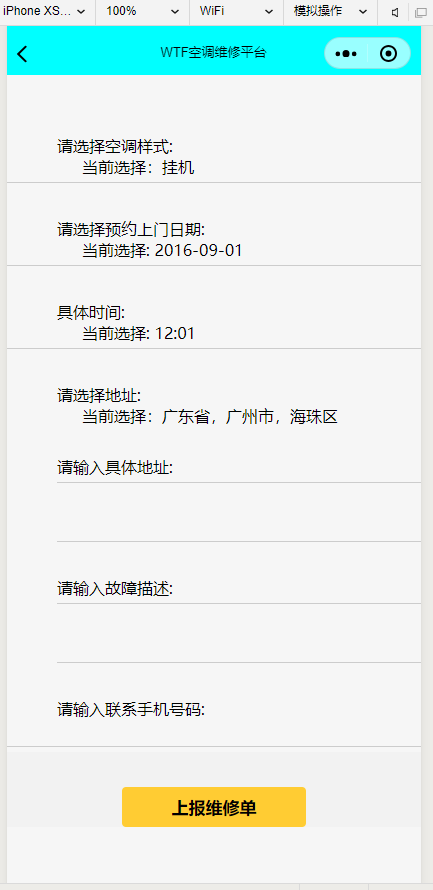 iPhone XS...
100%
WiFi
模拟操作
WTF空调维修平台
请选择空调样式:
当前选择：挂机
请选择预约上门日期:
当前选择: 2016-09-01
具体时间:
当前选择: 12:01
请选择地址:
当前选择：广东省，广州市，海珠区
请输入具体地址:
请输入故障描述:
请输入联系手机号码:
上报维修单